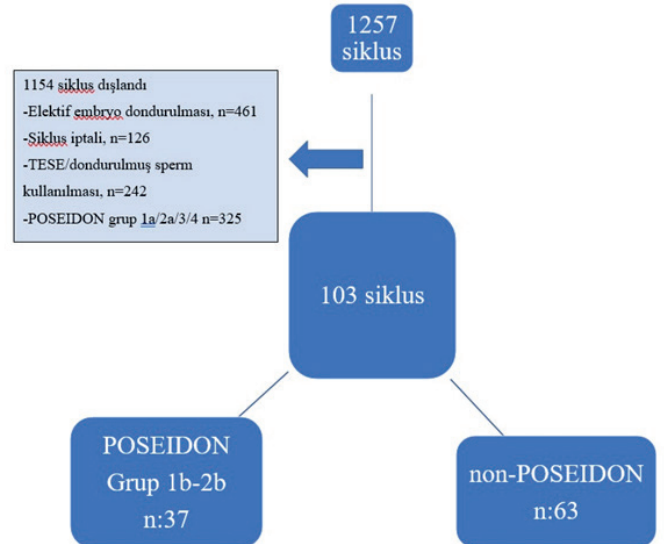 1257
siklus
1154 siklus dışlandı
-Elektif embryo dondurulması, n=461
-Siklus iptali, n=126
-TESE/dondurulmuş sperm
kullanılması, n=242
-POSEIDON grup 1a/2a/3/4 n=325
103 siklus
POSEIDON
Grup 1b-2b
n:37
non-POSEIDON
n:63